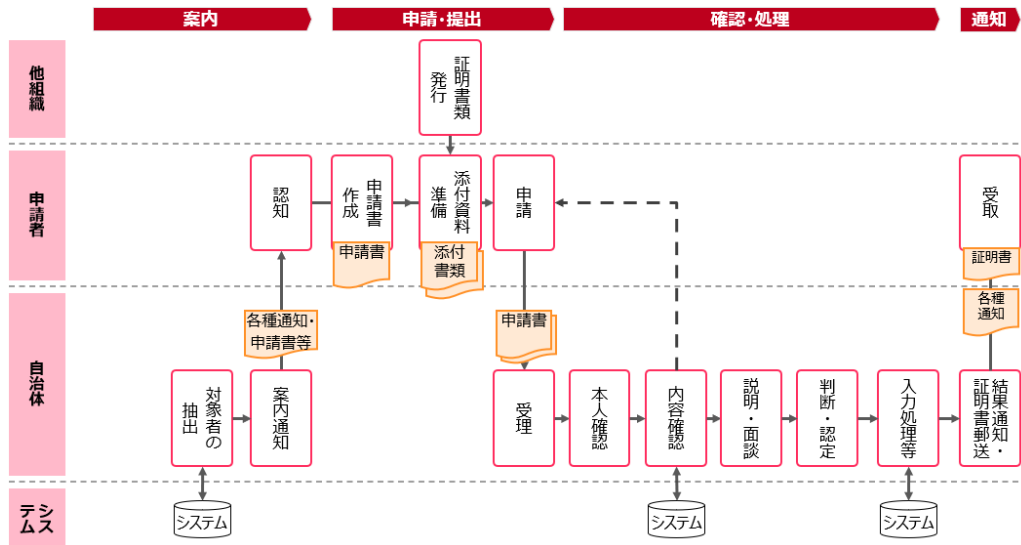 案内
申請・提出
確認・処理
通知
他組織
証明書類
発行
申請者
認知
申請書
作成
添付資料
準備
申請
受取
申請書
添付
書類
証明書
各種通知・
申請書等
申請書
各種
通知
自治体
対象者の
抽出
案内通知
受理
本人確認
内容確認
説明・面談
判断・認定
入力処理等
結果通知・
証明書郵送
シス
テム
システム
システム
システム